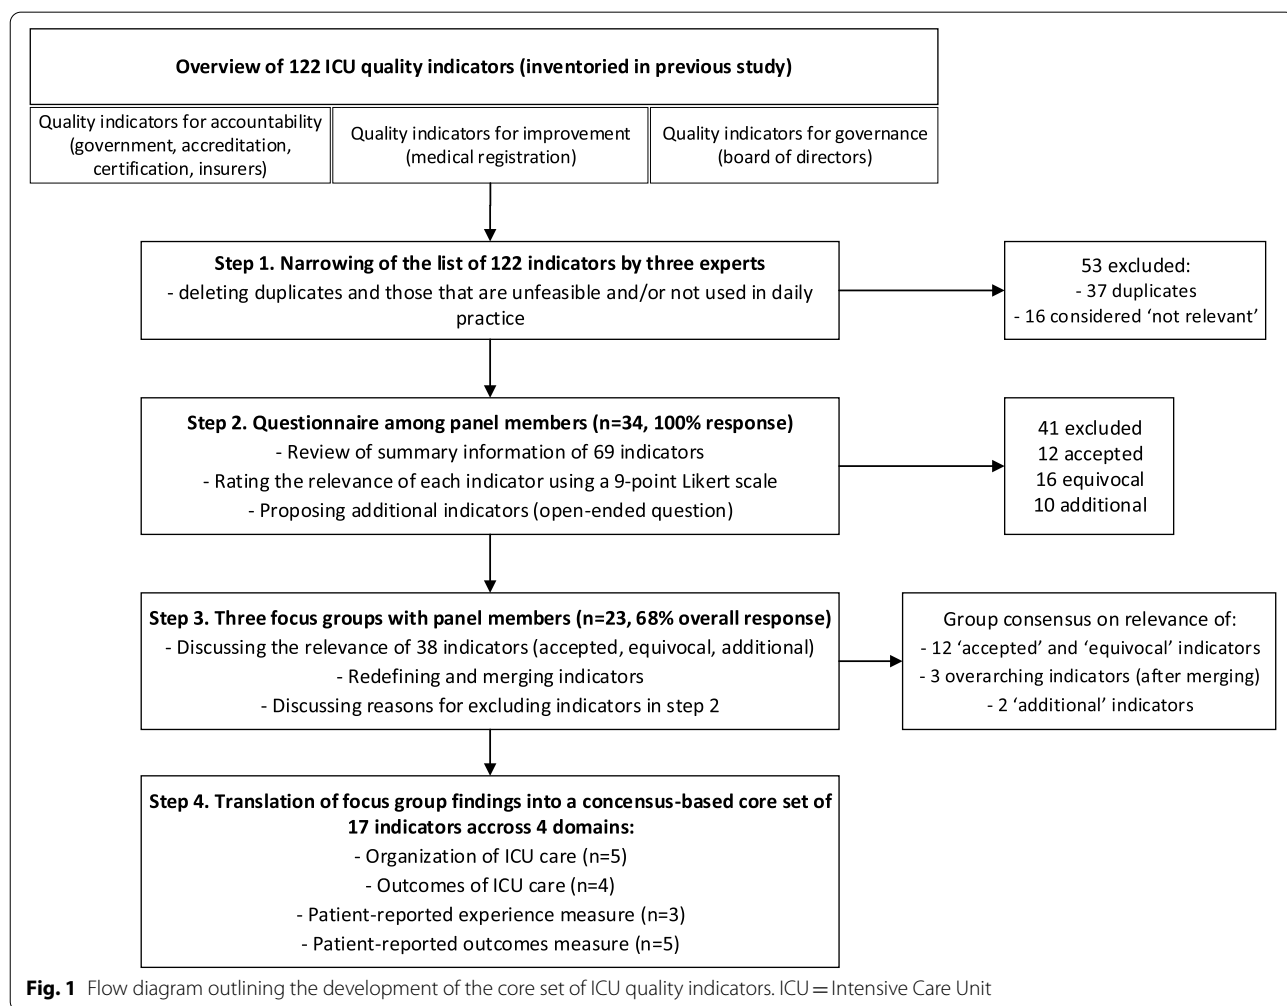 Overview of 122 ICU quality indicators (inventoried in previous study)
Quality indicators for accountability
(government, accreditation,
certification, insurers)
Quality indicators for improvement
(medical registration)
Quality indicators for governance
(board of directors)
Step 1. Narrowing of the list of 122 indicators by three experts
- deleting duplicates and those that are unfeasible and/or not used in daily
practice
53 excluded:
- 37 duplicates
- 16 considered ‘not relevant’
Step 2. Questionnaire among panel members (n=34, 100% response)
- Review of summary information of 69 indicators
- Rating the relevance of each indicator using a 9-point Likert scale
- Proposing additional indicators (open-ended question)
41 excluded
12 accepted
16 equivocal
10 additional
Step 3. Three focus groups with panel members (n=23, 68% overall response)
- Discussing the relevance of 38 indicators (accepted, equivocal, additional)
- Redefining and merging indicators
- Discussing reasons for excluding indicators in step 2
Group consensus on relevance of:
- 12 ‘accepted’ and ‘equivocal’ indicators
- 3 overarching indicators (after merging)
- 2 ‘additional’ indicators
Step 4. Translation of focus group findings into a concensus-based core set of
17 indicators accross 4 domains:
- Organization of ICU care (n=5)
- Outcomes of ICU care (n=4)
- Patient-reported experience measure (n=3)
- Patient-reported outcomes measure (n=5)
Fig. 1 Flow diagram outlining the development of the core set of ICU quality indicators. ICU = Intensive Care Unit